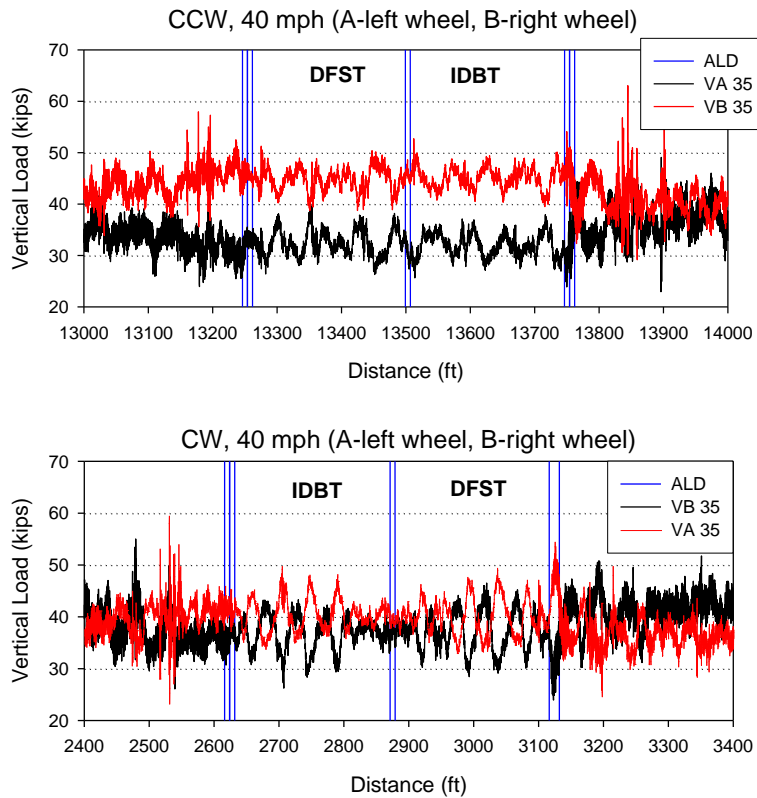 CCW, 40 mph (A-left wheel, B-right wheel)
Vertical Load (kips)
70
60
50
40
30
20
DFST
IDBT
ALD
VA 35
VB 35
13000 13100 13200 13300 13400 13500 13600 13700 13800 13900 14000
Distance (ft)
CW, 40 mph (A-left wheel, B-right wheel)
Vertical Load (kips)
70
60
50
40
30
20
IDBT
DFST
ALD
VB 35
VA 35
2400 2500 2600 2700 2800 2900 3000 3100 3200 3300 3400
Distance (ft)